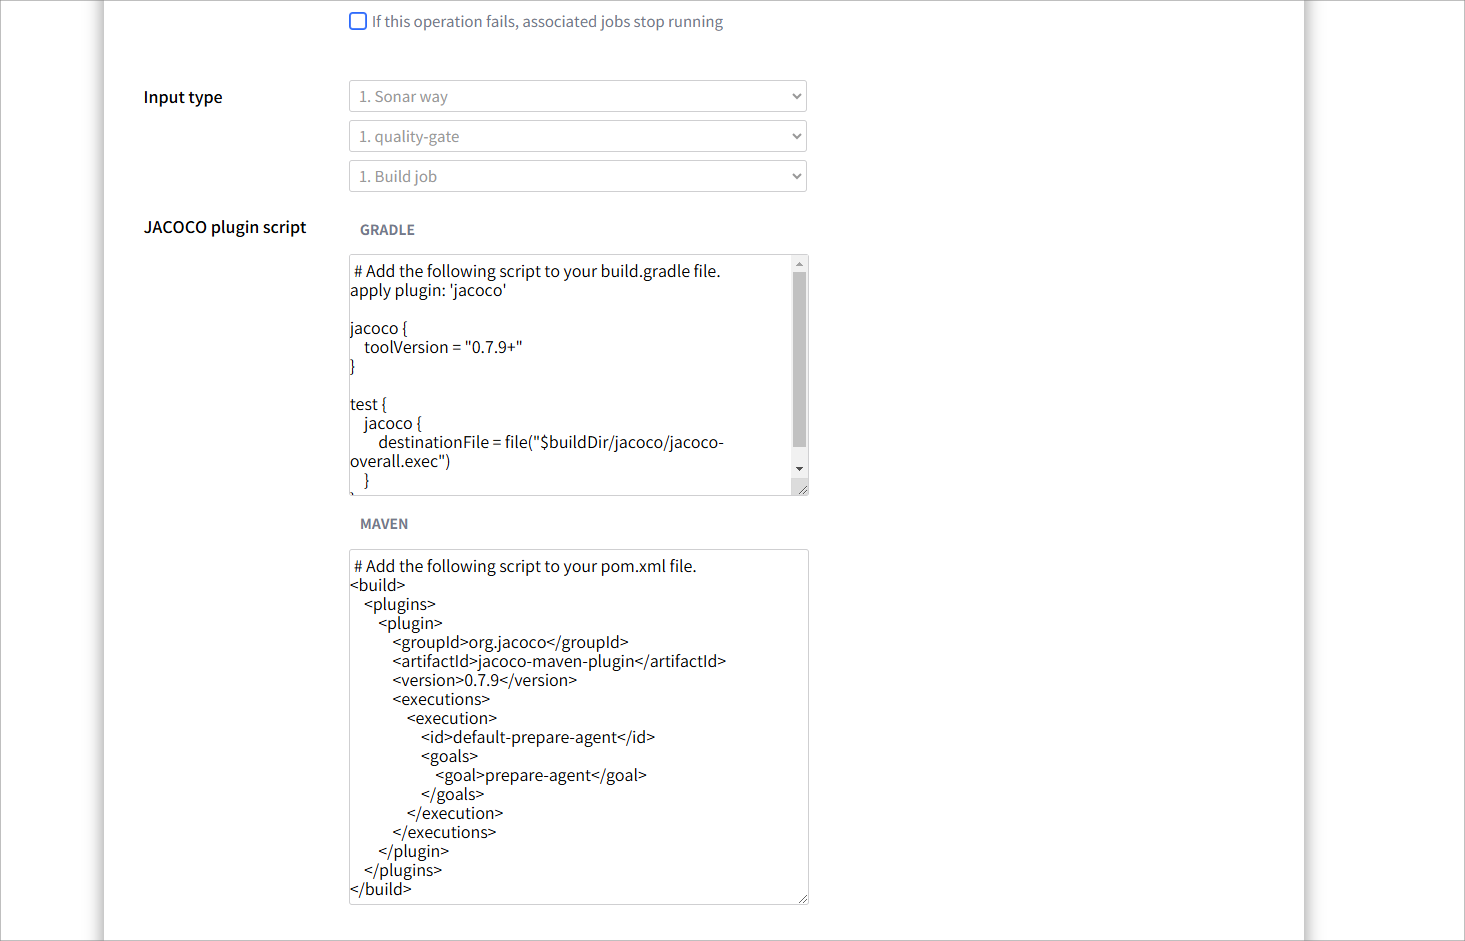 If this operation fails, associated jobs stop running
Input type
1. Sonar way
1. quality-gate
1. Build job
JACOCO plugin script
GRADLE
# Add the following script to your build.gradle file.
apply plugin: 'jacoco'
jacoco {
toolVersion = "0.7.9+"
}
test {
jacoco {
destinationFile = file("$buildDir/jacoco/jacoco-
overall.exec")
}
MAVEN
# Add the following script to your pom.xml file.
<build>
<plugins>
<plugin>
<groupId>org.jacoco</groupId>
<artifactId>jacoco-maven-plugin</artifactId>
<version>0.7.9</version>
<executions>
<execution>
<id>default-prepare-agent</id>
<goals>
<goal>prepare-agent</goal>
</goals>
</execution>
</executions>
</plugin>
</plugins>
</build>